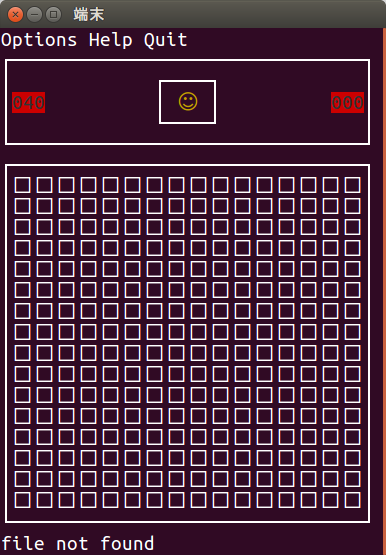 端末
Options Help Quit
040 000
file not found